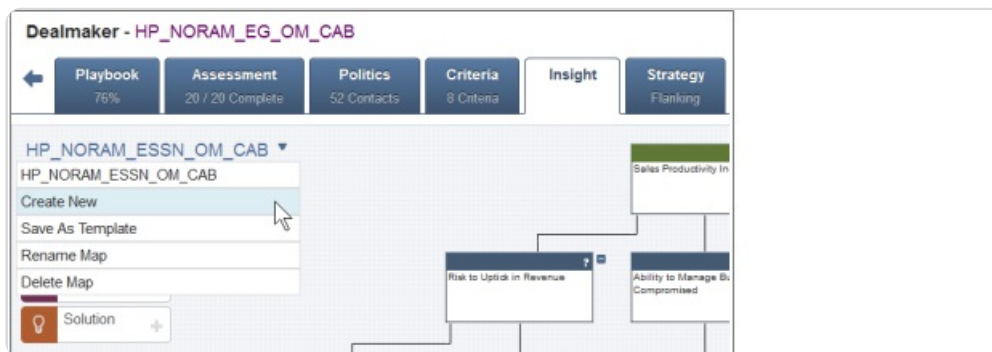 Dealmaker - HP_NORAM_EG_OM_CAB
Playbook
76%
Assessment
20 / 20 Complete
Politics
52 Contacts
Criteria
8 Criteria
Insight
Strategy
Flanking
HP_NORAM_ESSN_OM_CAB
HP_NORAM_ESSN_OM_CAB
Create New
Save As Template
Rename Map
Delete Map
Solution
Sales Productivity In
?
Risk to Uptick in Revenue
Ability to Manage Bu
Compromised